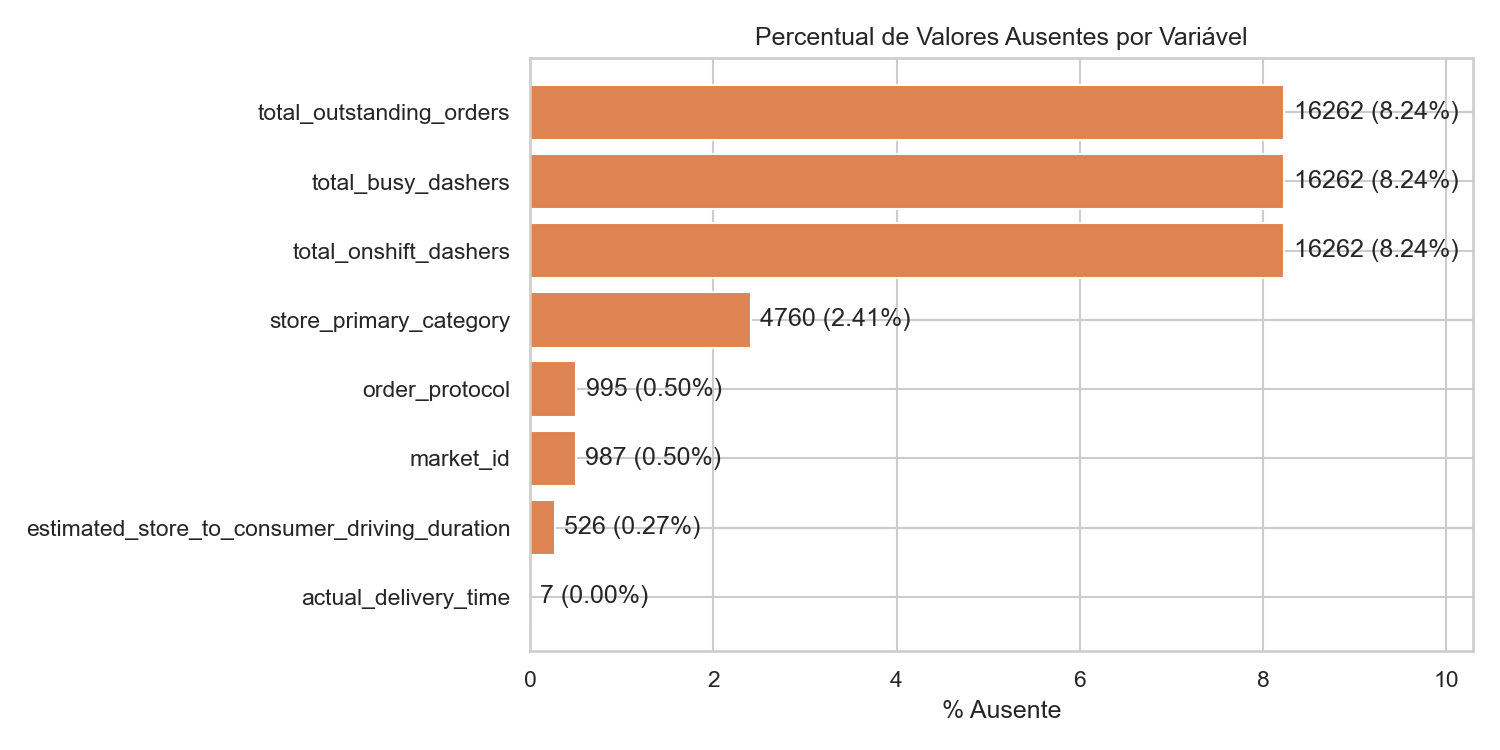 Percentual de Valores Ausentes por Variável
total_outstanding_orders 16262 (8.24%)
total_busy_dashers 16262 (8.24%)
total_onshift_dashers 16262 (8.24%)
store_primary_category 4760 (2.41%)
order_protocol 995 (0.50%)
market_id 987 (0.50%)
estimated_store_to_consumer_driving_duration 526 (0.27%)
actual_delivery_time 7 (0.00%)
0 2 4 6 8 10
% Ausente